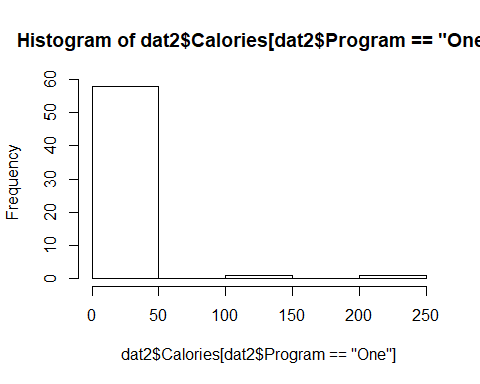 Histogram of dat2$Calories[dat2$Program == "One
60
50
40
30
20
10
0
Frequency
0 50 100 150 200 250
dat2$Calories[dat2$Program == "One"]